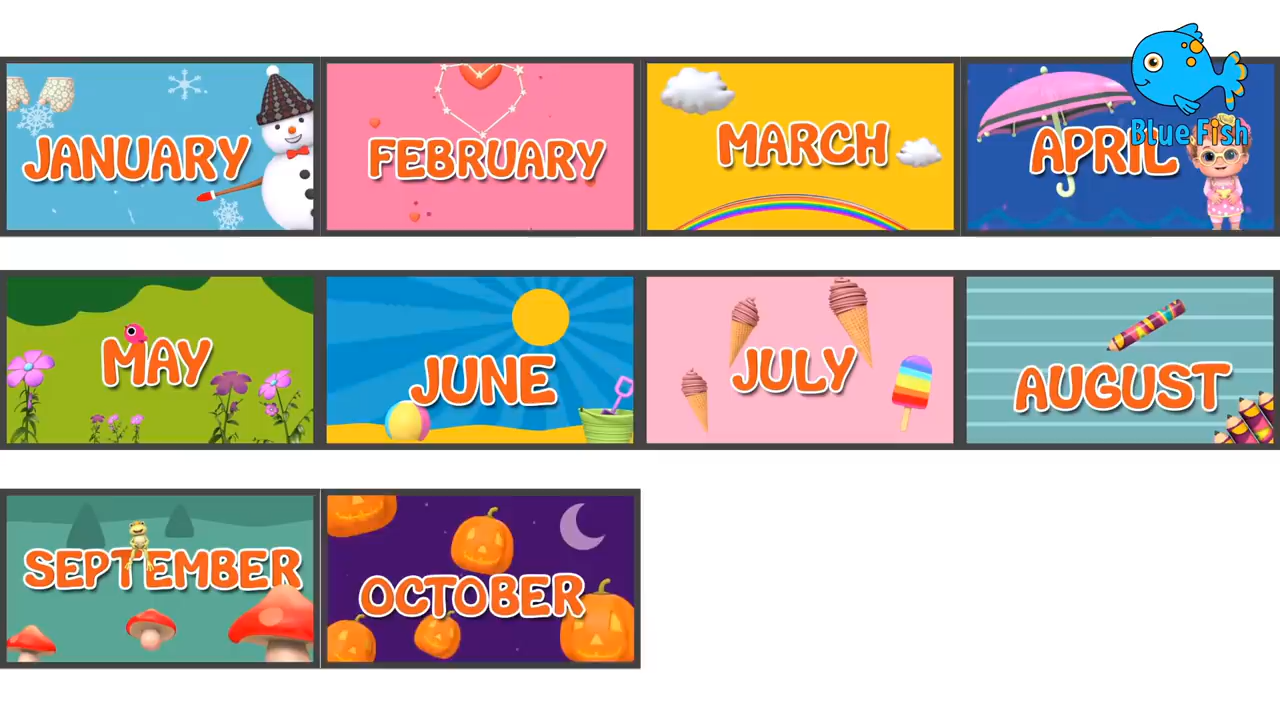 JANUARY
FEBRUARY
MARCH
APRIL
Blue Fish
MAY
JUNE
JULY
AUGUST
SEPTEMBER
OCTOBER